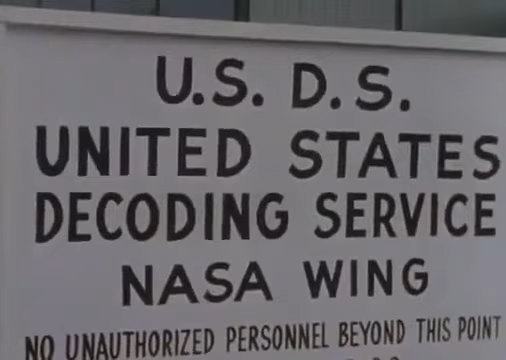 U.S. D.S.
UNITED STATES
DECODING SERVICE
NASA WING
NO UNAUTHORIZED PERSONNEL BEYOND THIS POINT